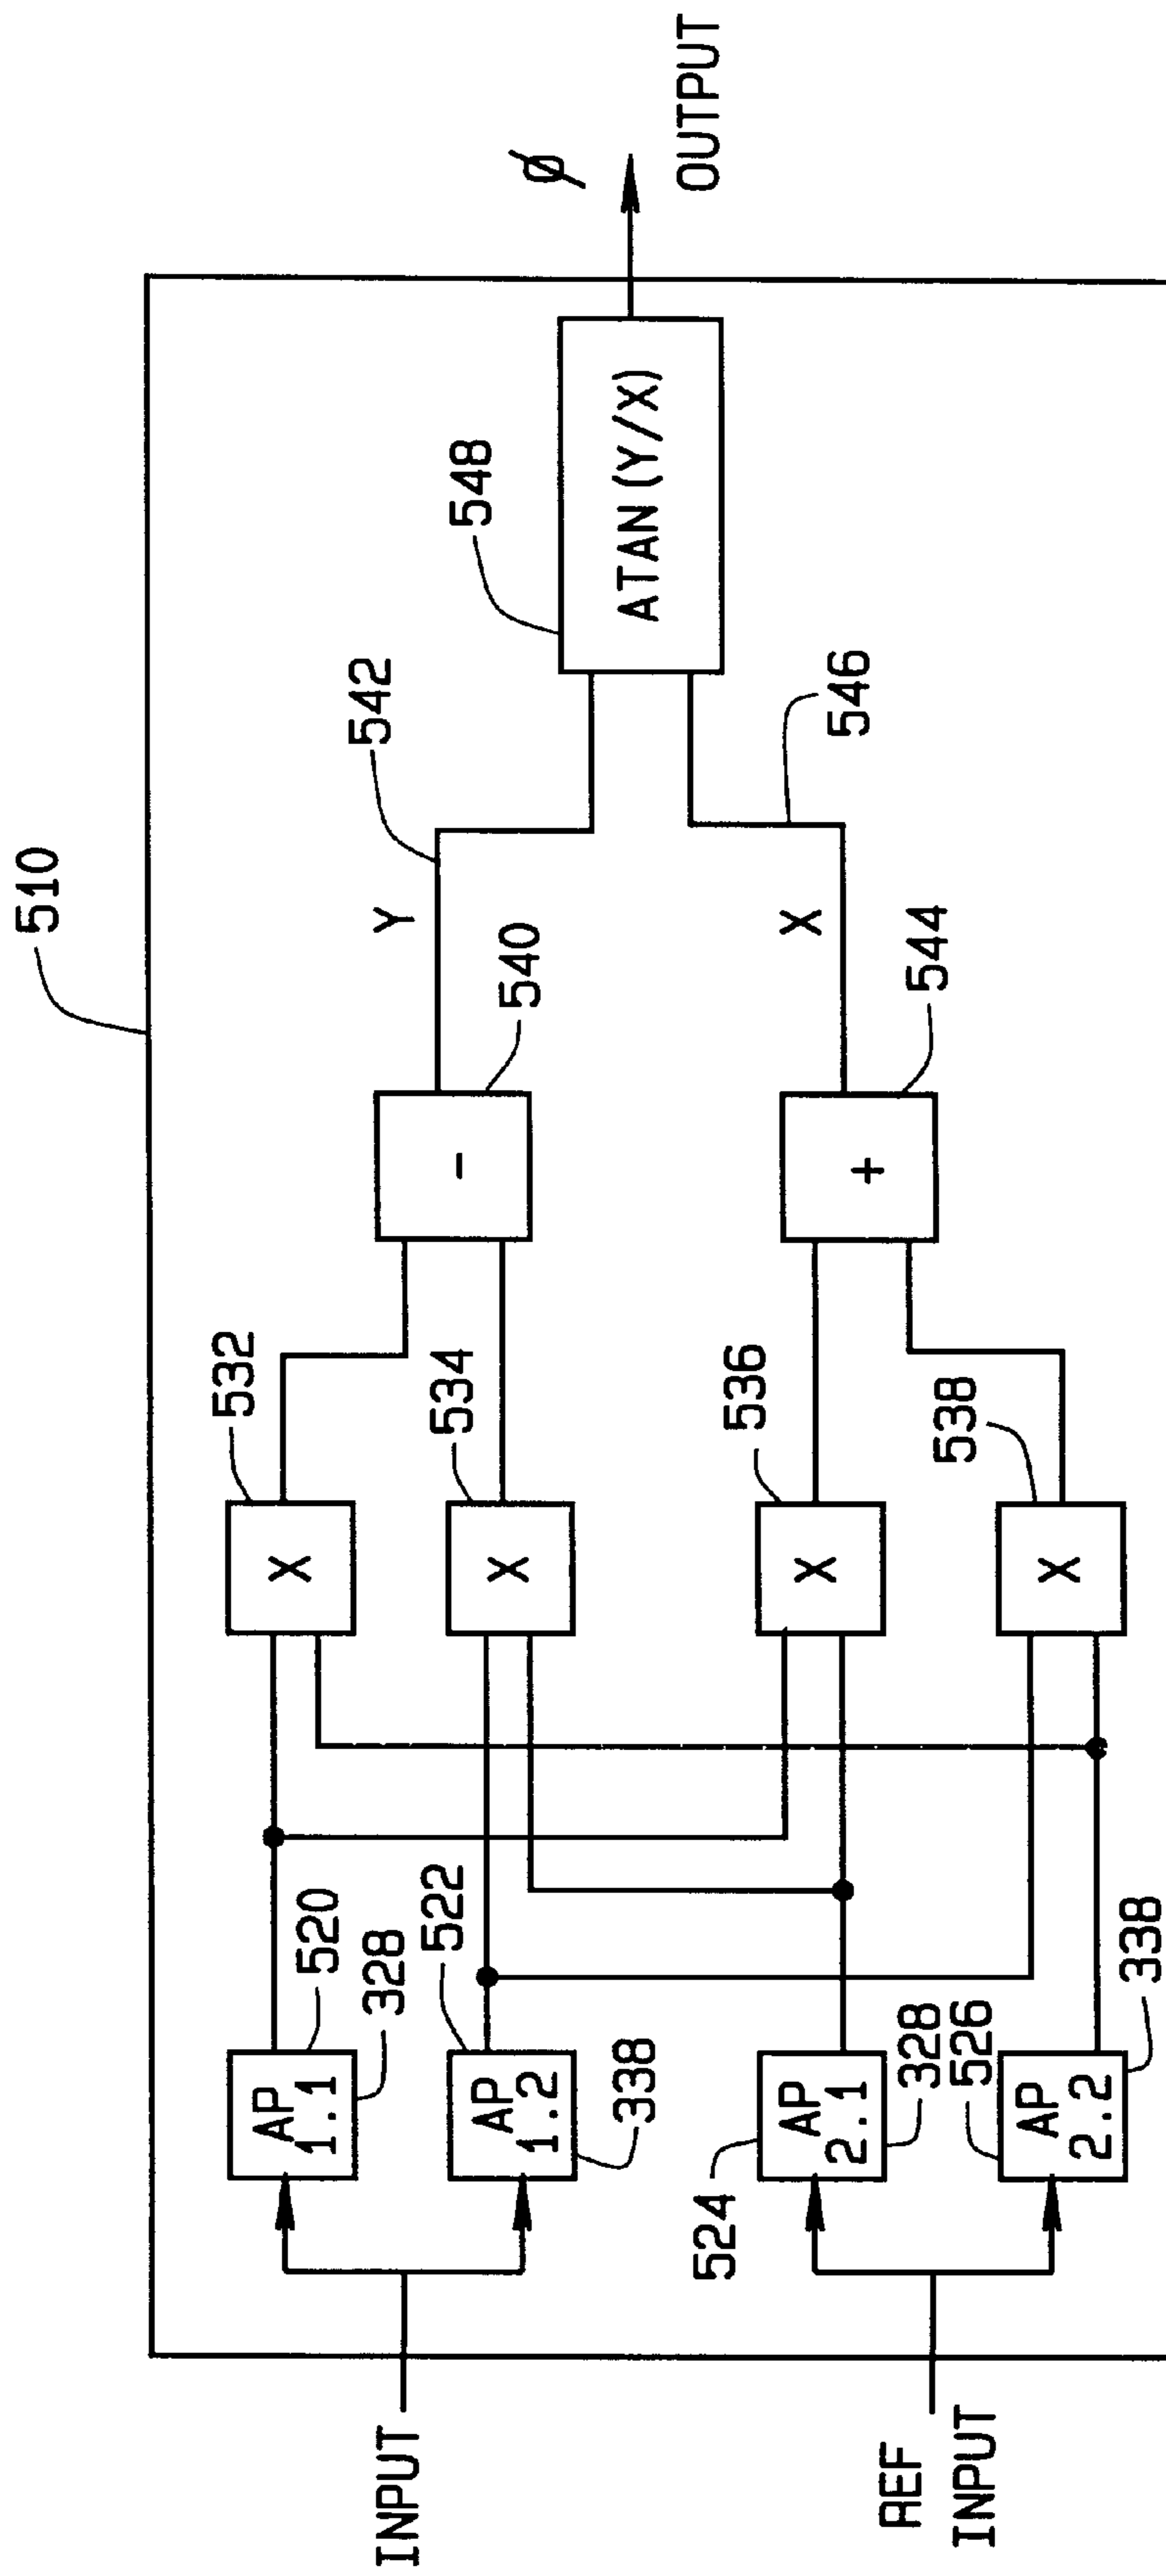 510
INPUT
REF
INPUT
AP
1.1
520
328
AP
1.2
522
338
AP
2.1
524
328
AP
2.2
526
338
X
532
X
534
X
536
X
538
-
540
+
544
Y
542
X
546
ATAN(Y/X)
548
Ø
OUTPUT